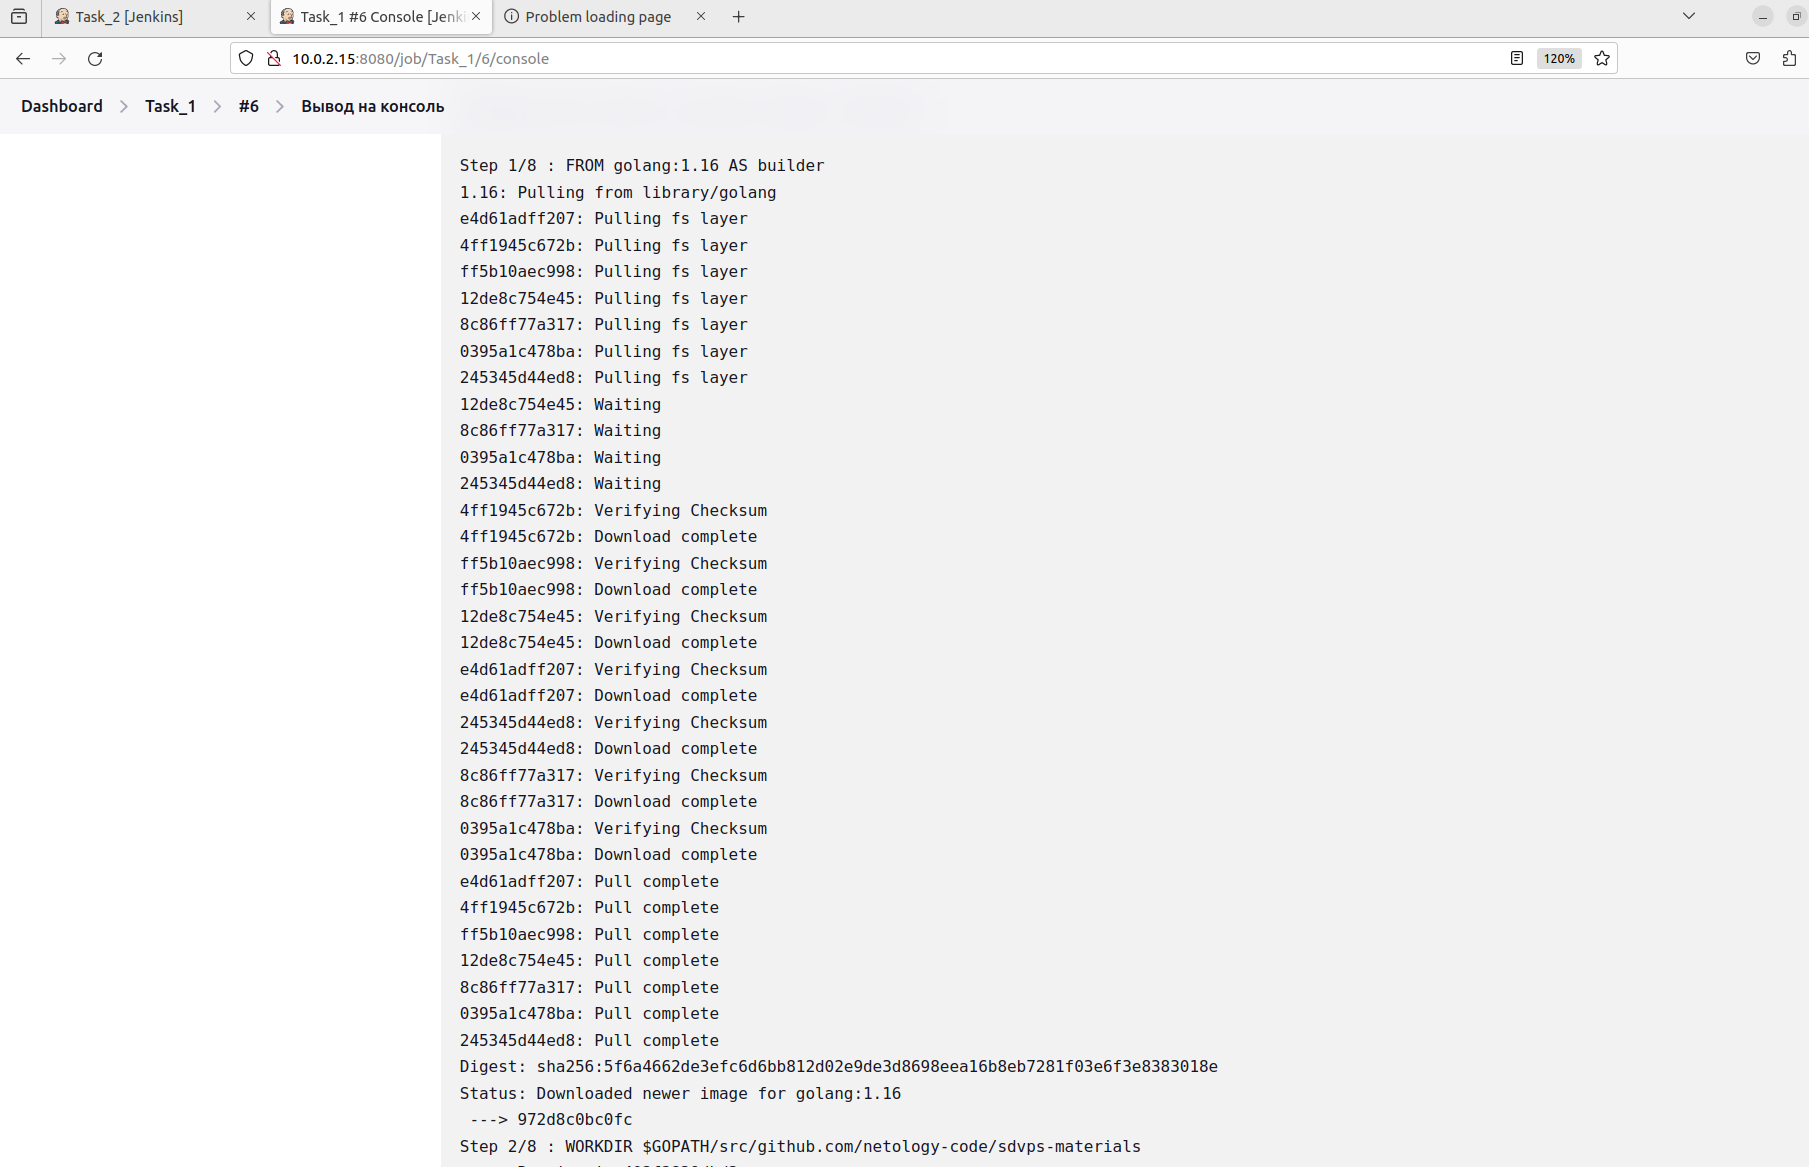 Task_2 [Jenkins]
Task_1 #6 Console [Jenk
Problem loading page
10.0.2.15:8080/job/Task_1/6/console
120%
Dashboard
Task_1
#6
Вывод на консоль
Step 1/8 : FROM golang:1.16 AS builder
1.16: Pulling from library/golang
e4d61adff207: Pulling fs layer
4ff1945c672b: Pulling fs layer
ff5b10aec998: Pulling fs layer
12de8c754e45: Pulling fs layer
8c86ff77a317: Pulling fs layer
0395a1c478ba: Pulling fs layer
245345d44ed8: Pulling fs layer
12de8c754e45: Waiting
8c86ff77a317: Waiting
0395a1c478ba: Waiting
245345d44ed8: Waiting
4ff1945c672b: Verifying Checksum
4ff1945c672b: Download complete
ff5b10aec998: Verifying Checksum
ff5b10aec998: Download complete
12de8c754e45: Verifying Checksum
12de8c754e45: Download complete
e4d61adff207: Verifying Checksum
e4d61adff207: Download complete
245345d44ed8: Verifying Checksum
245345d44ed8: Download complete
8c86ff77a317: Verifying Checksum
8c86ff77a317: Download complete
0395a1c478ba: Verifying Checksum
0395a1c478ba: Download complete
e4d61adff207: Pull complete
4ff1945c672b: Pull complete
ff5b10aec998: Pull complete
12de8c754e45: Pull complete
8c86ff77a317: Pull complete
0395a1c478ba: Pull complete
245345d44ed8: Pull complete
Digest: sha256:5f6a4662de3efc6d6bb812d02e9de3d8698eea16b8eb7281f03e6f3e8383018e
Status: Downloaded newer image for golang:1.16
---> 972d8c0bc0fc
Step 2/8 : WORKDIR $GOPATH/src/github.com/netology-code/sdvps-materials